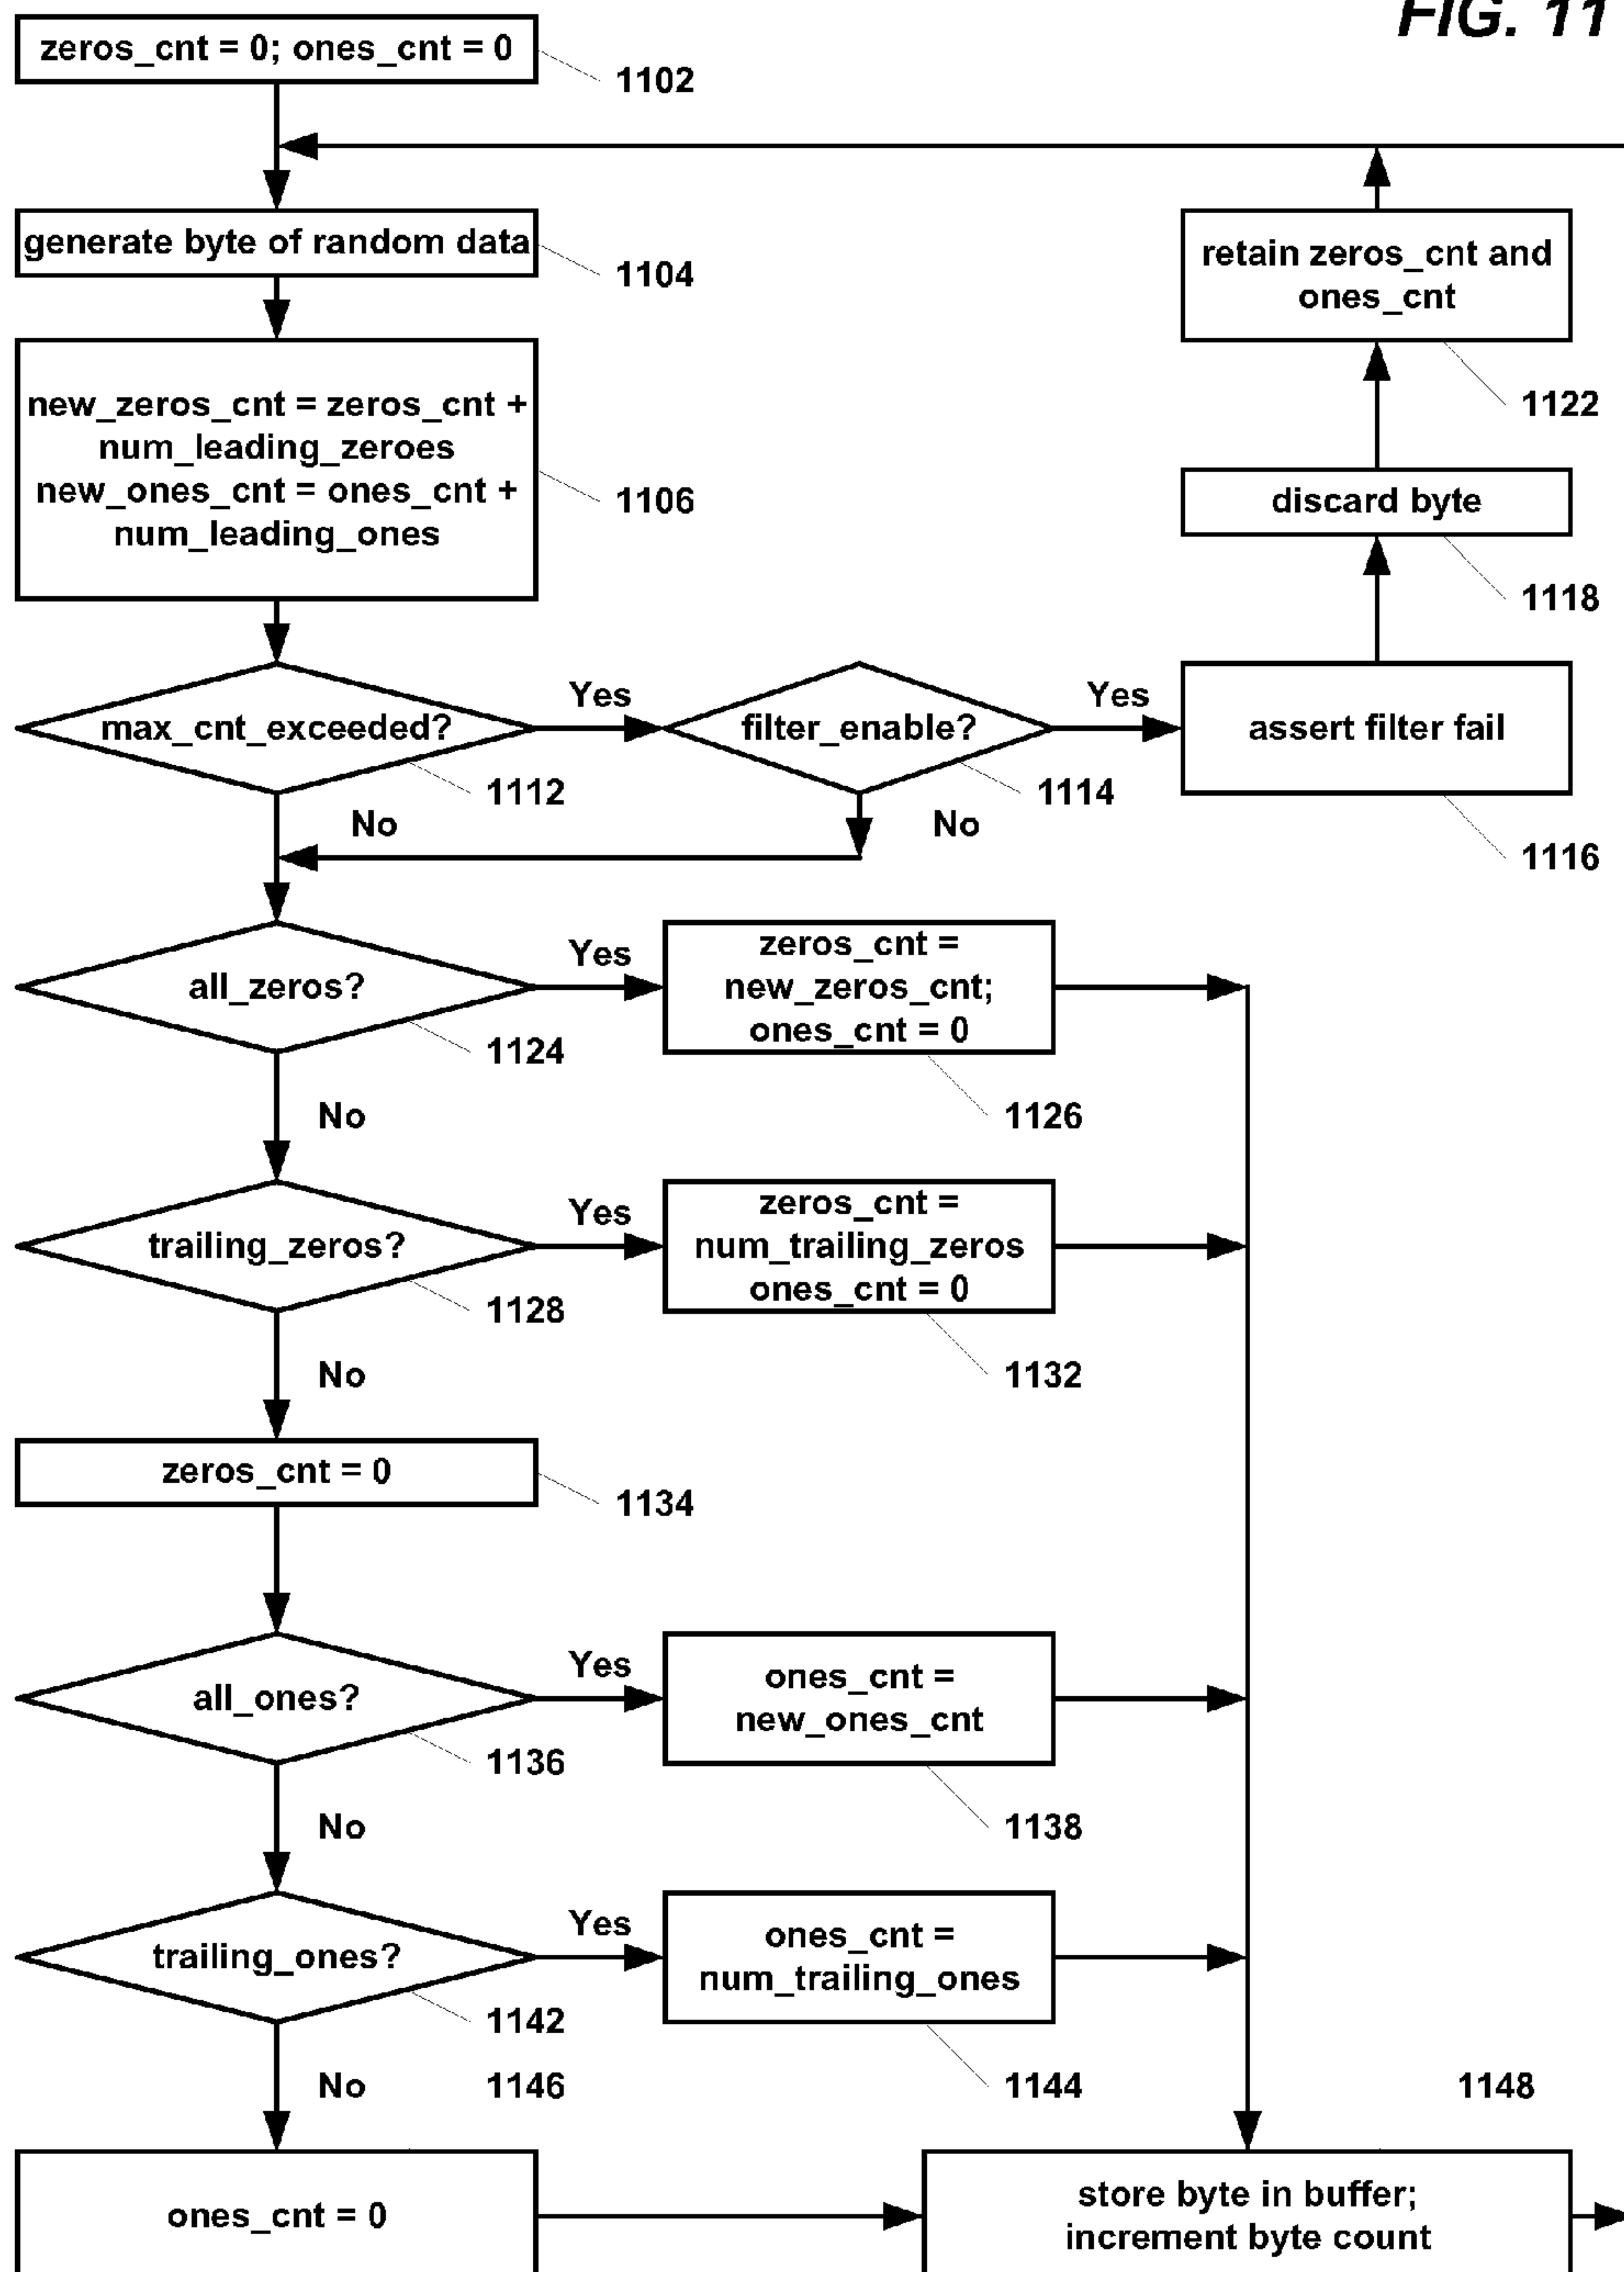 FIG. 11
zeros_cnt = 0; ones_cnt = 0
1102
generate byte of random data
1104
retain zeros_cnt and
ones_cnt
1122
new_zeros_cnt = zeros_cnt +
num_leading_zeroes
new_ones_cnt = ones_cnt +
num_leading_ones
1106
discard byte
1118
max_cnt_exceeded?
Yes
1112
No
filter_enable?
Yes
1114
No
assert filter fail
1116
all_zeros?
Yes
1124
No
zeros_cnt =
new_zeros_cnt;
ones_cnt = 0
1126
trailing_zeros?
Yes
1128
No
zeros_cnt =
num_trailing_zeros
ones_cnt = 0
1132
zeros_cnt = 0
1134
all_ones?
Yes
1136
No
ones_cnt =
new_ones_cnt
1138
trailing_ones?
Yes
1142
No
ones_cnt =
num_trailing_ones
1144
1146
ones_cnt = 0
1148
store byte in buffer;
increment byte count